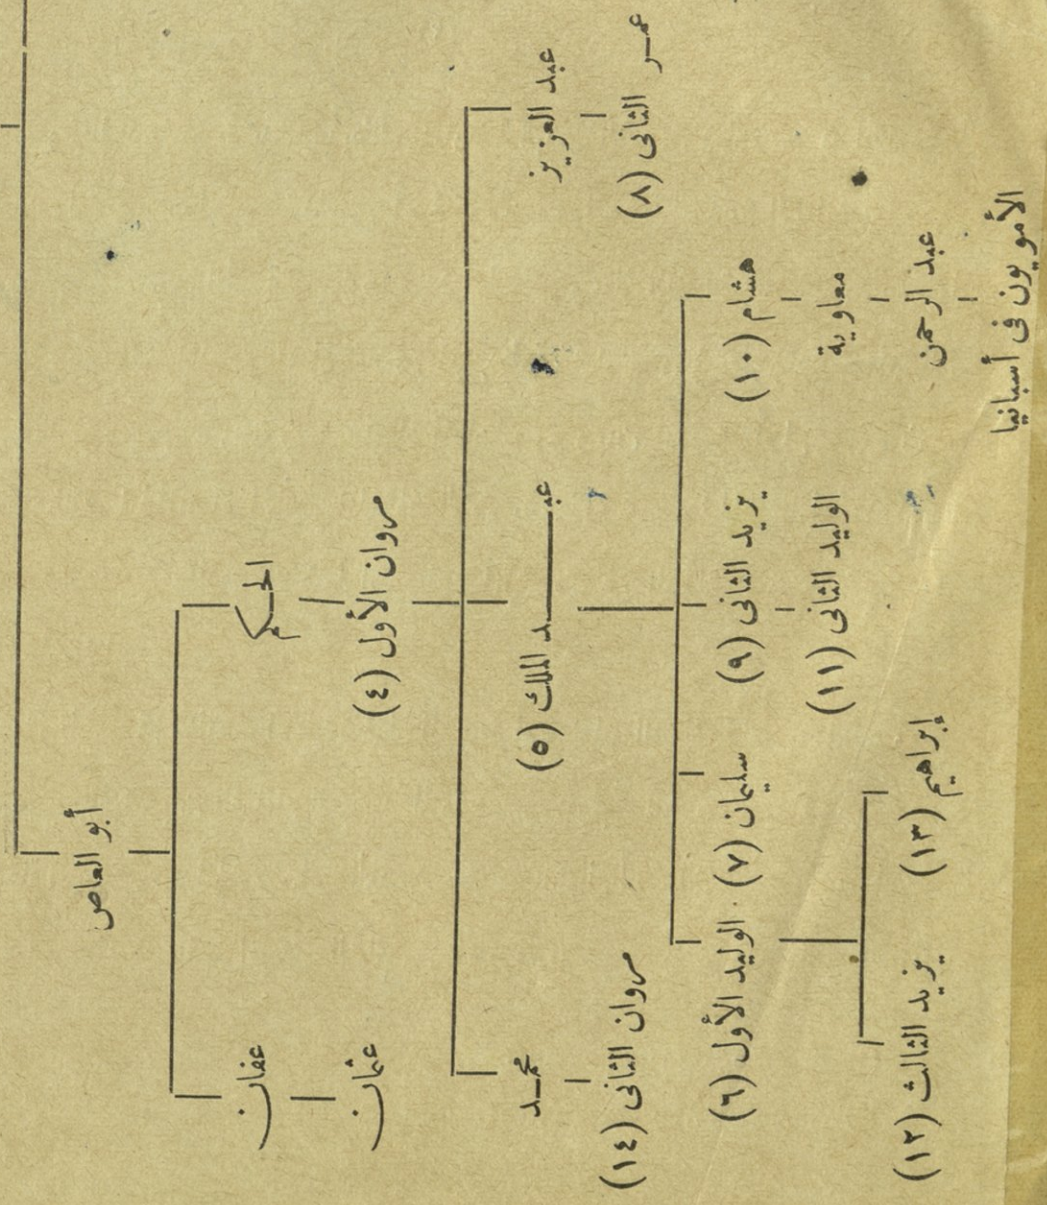 أبو العاص
الحكم
عفان
مروان الأول (٤)
عثمان
عبد العزيز
عبـــــد الملك (٥)
محمد
عمر الثانى (٨)
مروان الثانى (١٤)
هشام (١٠)
يزيد الثانى (٩)
سليمان (٧)
الوليد الأول (٦)
معاوية
الوليد الثانى (١١)
عبد الرحمن
إبراهيم (١٣)
يزيد الثالث (١٢)
الأمويون فى أسبانيا